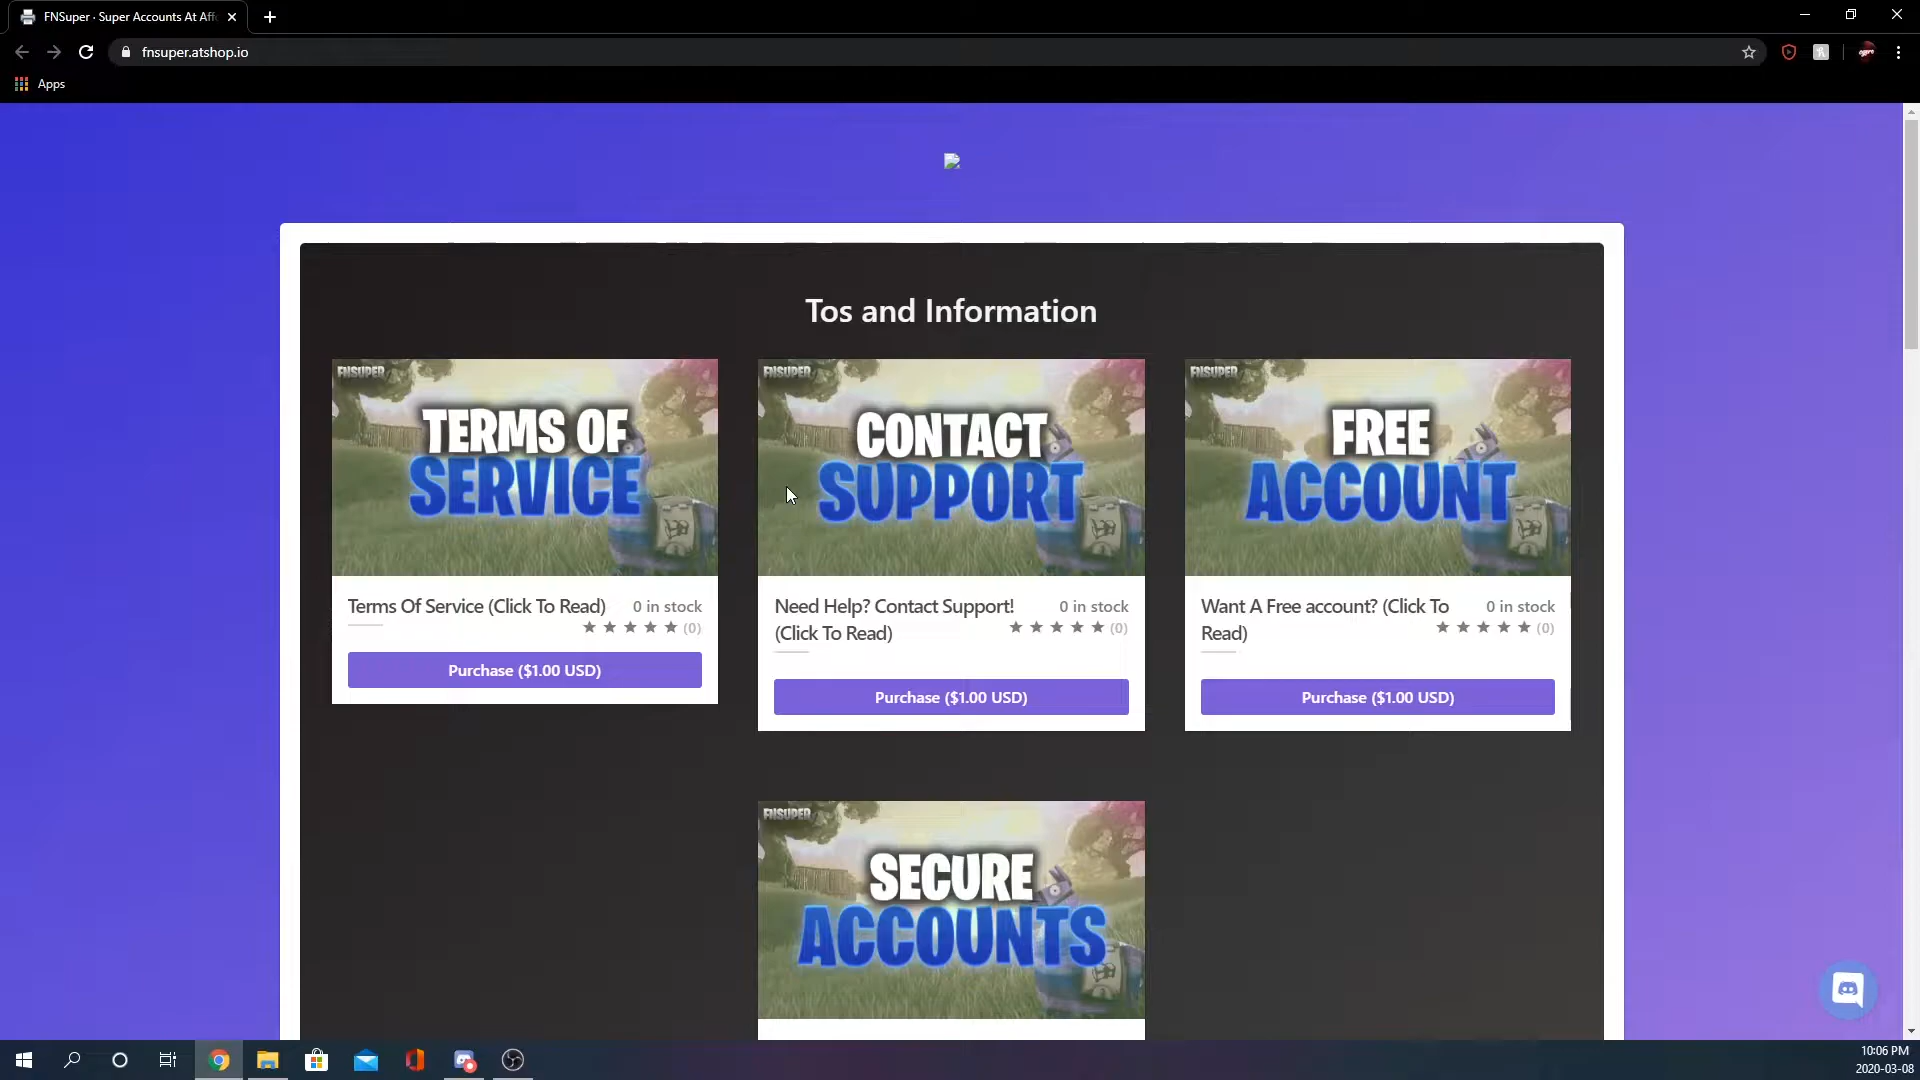 FNSuper · Super Accounts At Aff
fnsuper.atshop.io
Apps
Tos and Information
FNSUPER
TERMS OF
SERVICE
FNSUPER
CONTACT
SUPPORT
FNSUPER
FREE
ACCOUNT
Terms Of Service (Click To Read)
0 in stock
(0)
Purchase ($1.00 USD)
Need Help? Contact Support!
(Click To Read)
0 in stock
(0)
Purchase ($1.00 USD)
Want A Free account? (Click To
Read)
0 in stock
(0)
Purchase ($1.00 USD)
FNSUPER
SECURE
ACCOUNTS
10:06 PM
2020-03-08